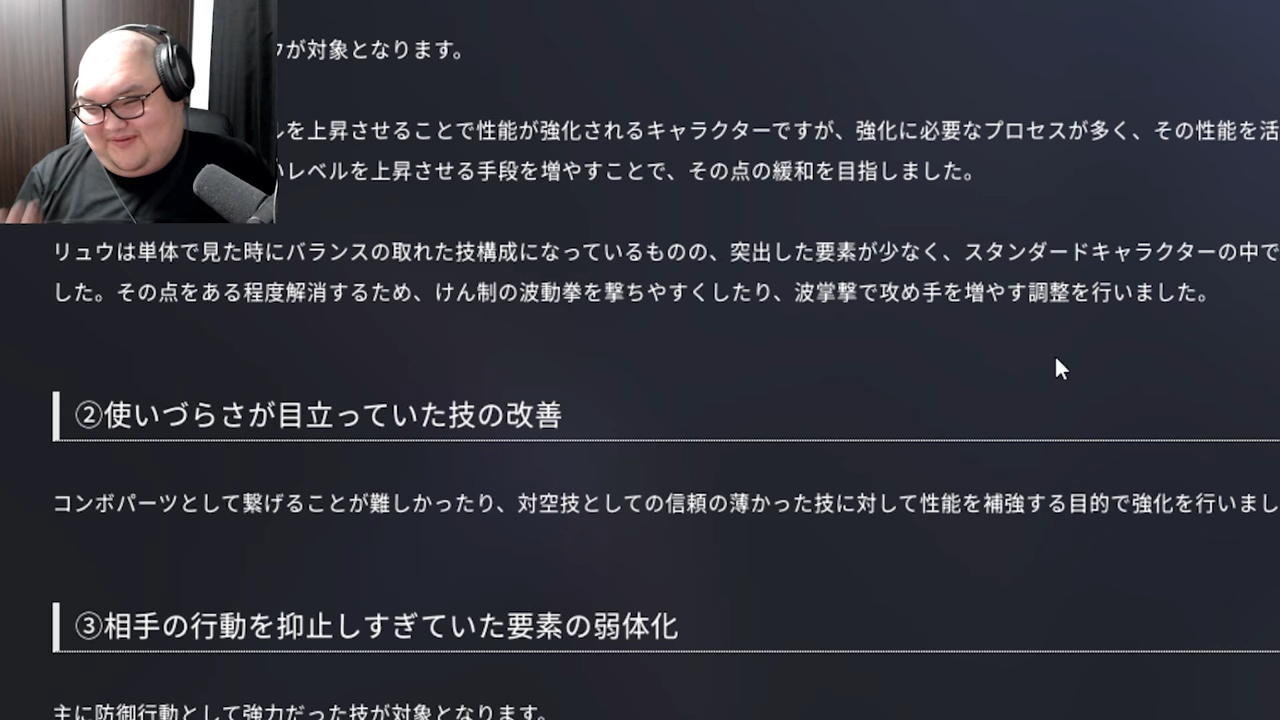 が対象となります。
を上昇させることで性能が強化されるキャラクターですが、強化に必要なプロセスが多く、その性能を活
レベルを上昇させる手段を増やすことで、その点の緩和を目指しました。
リュウは単体で見た時にバランスの取れた技構成になっているものの、突出した要素が少なく、スタンダードキャラクターの中で
した。その点をある程度解消するため、けん制の波動拳を撃ちやすくしたり、波掌撃で攻め手を増やす調整を行いました。
②使いづらさが目立っていた技の改善
コンボパーツとして繋げることが難しかったり、対空技としての信頼の薄かった技に対して性能を補強する目的で強化を行いまし
③相手の行動を抑止しすぎていた要素の弱体化
主に防御行動として強力だった技が対象となります。